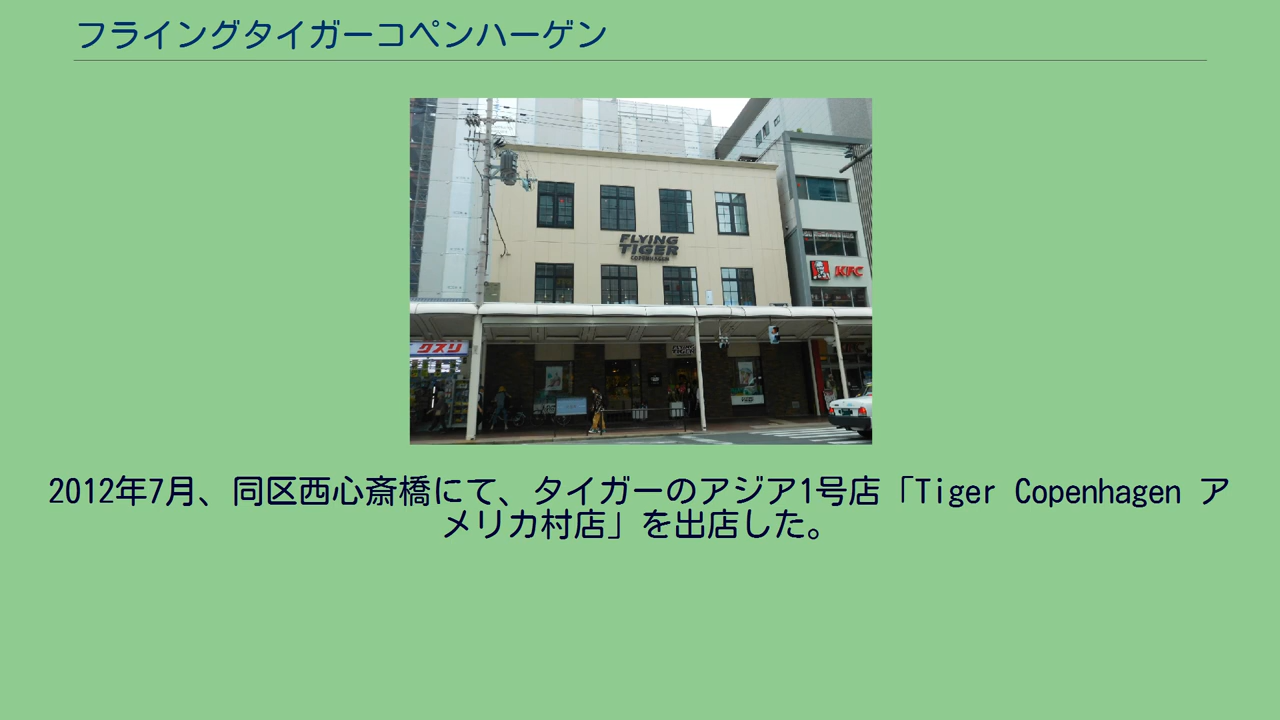 フライングタイガーコペンハーゲン
FLYING
TIGER
COPENHAGEN
KFC
クスリ
FLYING
TIGER
2012年7月、同区西心斎橋にて、タイガーのアジア1号店「Tiger Copenhagen ア
メリカ村店」を出店した。